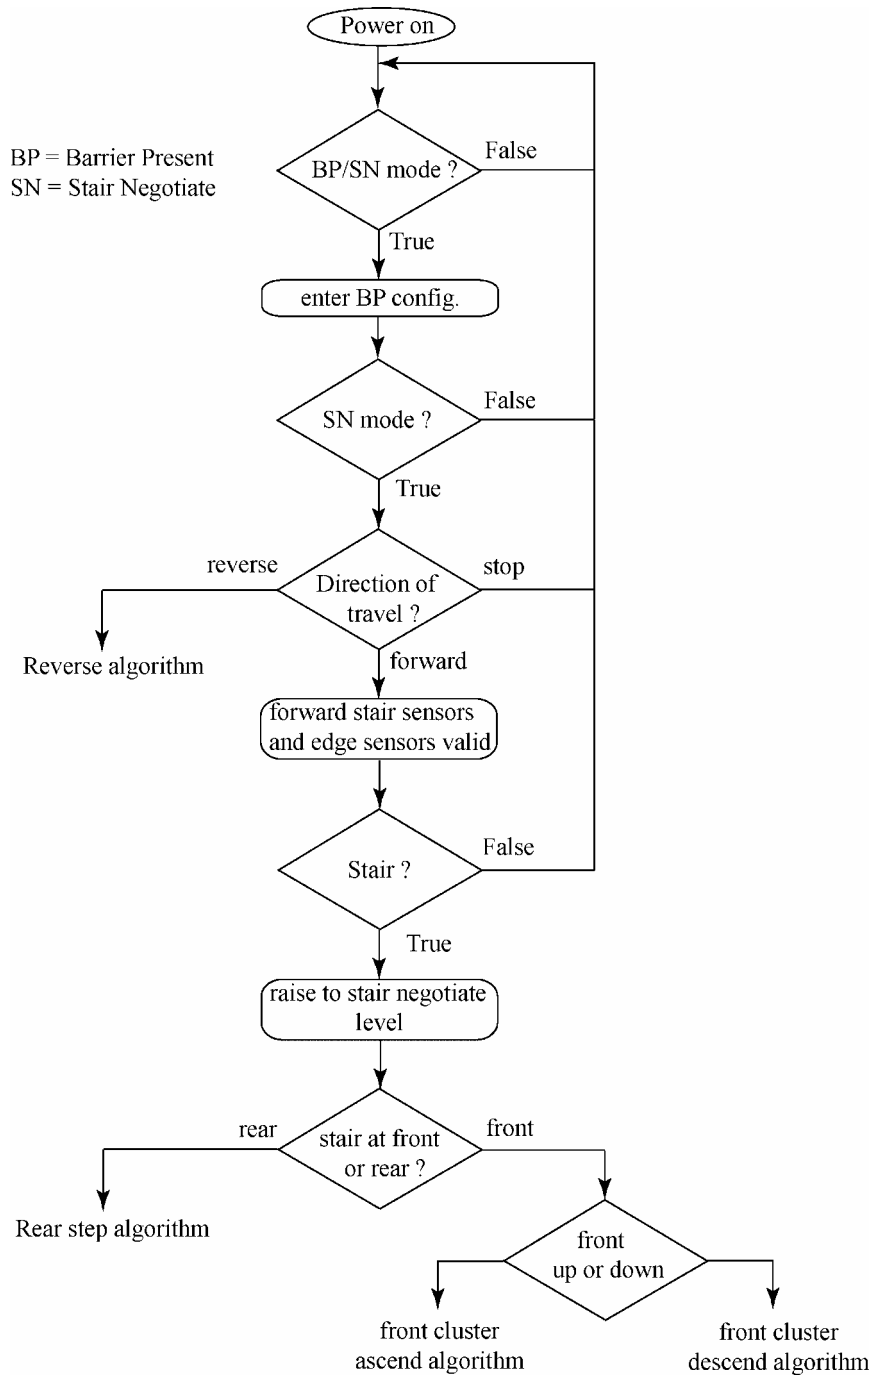 Power on
BP = Barrier Present
SN = Stair Negotiate
BP/SN mode ?
False
True
enter BP config.
SN mode ?
False
True
reverse
Direction of
travel ?
stop
Reverse algorithm
forward
forward stair sensors
and edge sensors valid
Stair ?
False
True
raise to stair negotiate
level
rear
stair at front
or rear ?
front
Rear step algorithm
front
up or down
front cluster
ascend algorithm
front cluster
descend algorithm